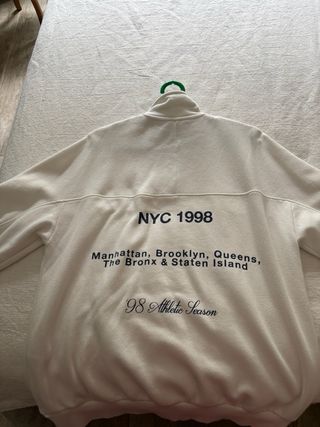 NYC 1998
Manhattan, Brooklyn, Queens,
The Bronx & Staten Island
98 Athletic Season